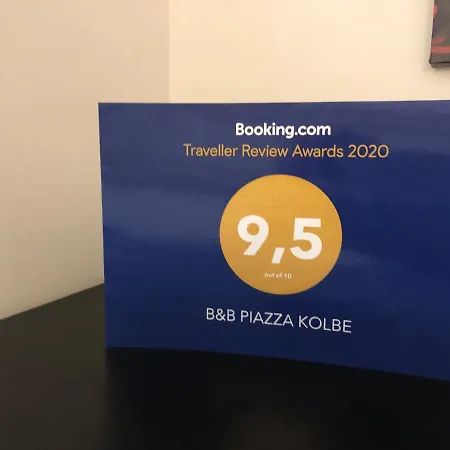 Booking.com
Traveller Review Awards 2020
9,5
out of 10
B&B PIAZZA KOLBE